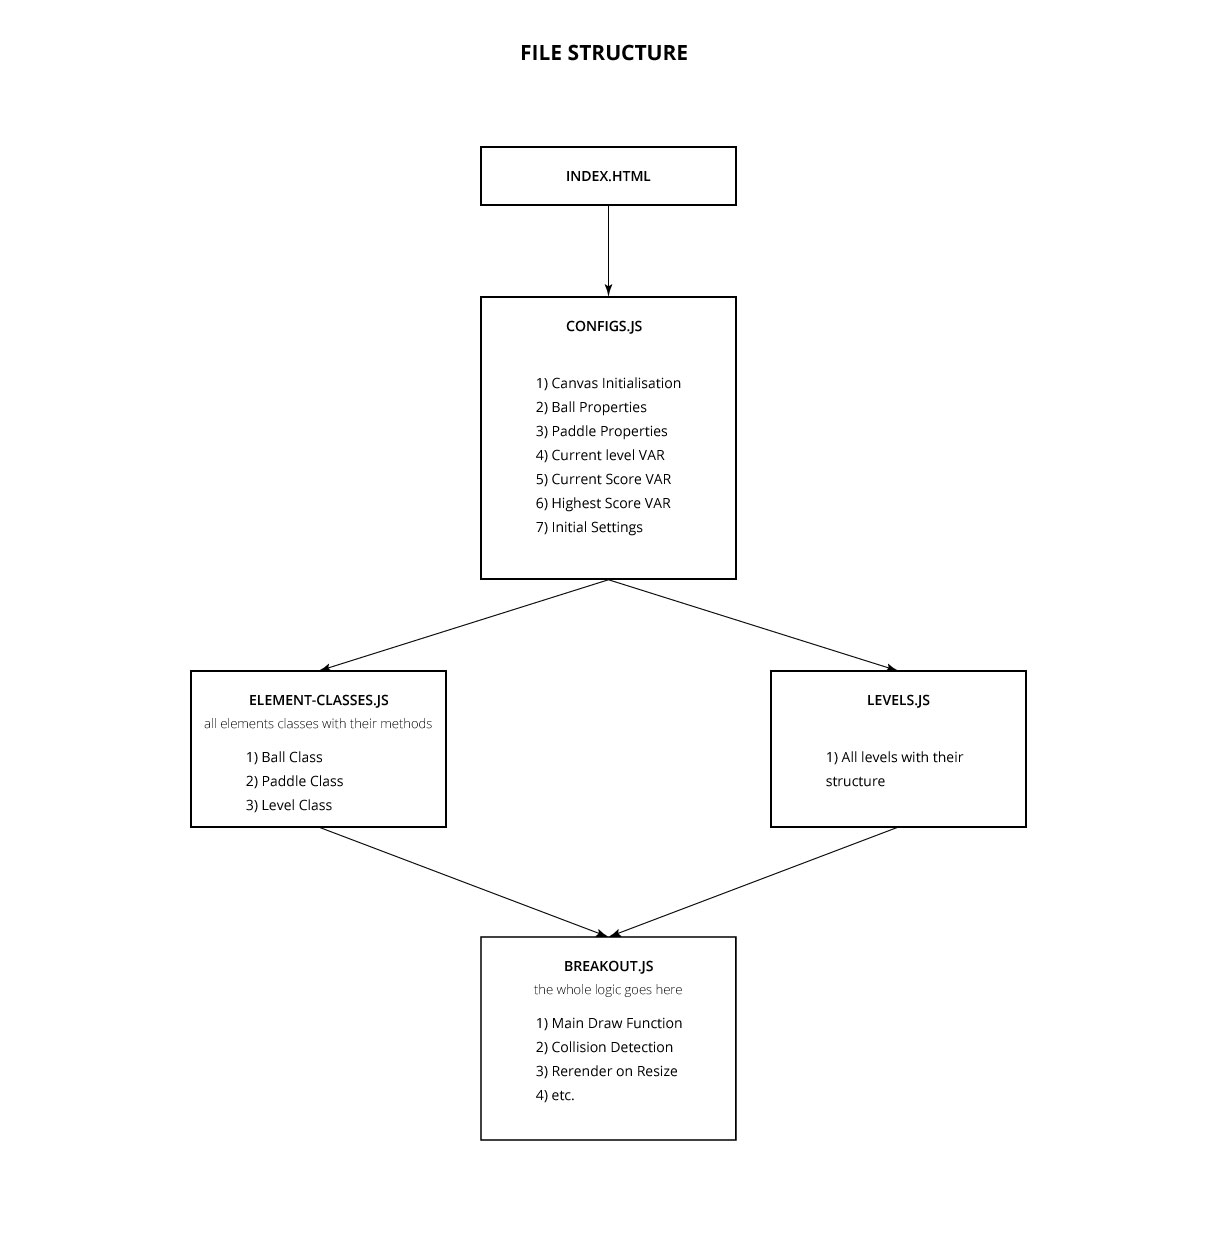 FILE STRUCTURE
INDEX.HTML
CONFIGS.JS
1) Canvas Initialisation
2) Ball Properties
3) Paddle Properties
4) Current level VAR
5) Current Score VAR
6) Highest Score VAR
7) Initial Settings
ELEMENT-CLASSES.JS
all elements classes with their methods
1) Ball Class
2) Paddle Class
3) Level Class
LEVELS.JS
1) All levels with their
structure
BREAKOUT.JS
the whole logic goes here
1) Main Draw Function
2) Collision Detection
3) Rerender on Resize
4) etc.